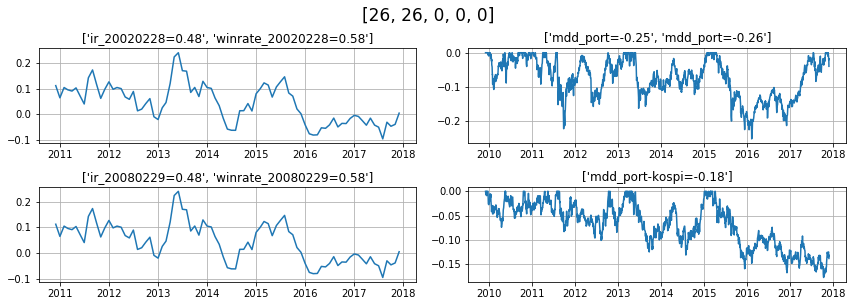 [26, 26, 0, 0, 0]
['ir_20020228=0.48', 'winrate_20020228=0.58']
0.2
0.1
0.0
−0.1
2011 2012 2013 2014 2015 2016 2017 2018
['mdd_port=-0.25', 'mdd_port=-0.26']
0.0
−0.1
−0.2
2010 2011 2012 2013 2014 2015 2016 2017 2018
['ir_20080229=0.48', 'winrate_20080229=0.58']
0.2
0.1
0.0
−0.1
2011 2012 2013 2014 2015 2016 2017 2018
['mdd_port-kospi=-0.18']
0.00
−0.05
−0.10
−0.15
2010 2011 2012 2013 2014 2015 2016 2017 2018